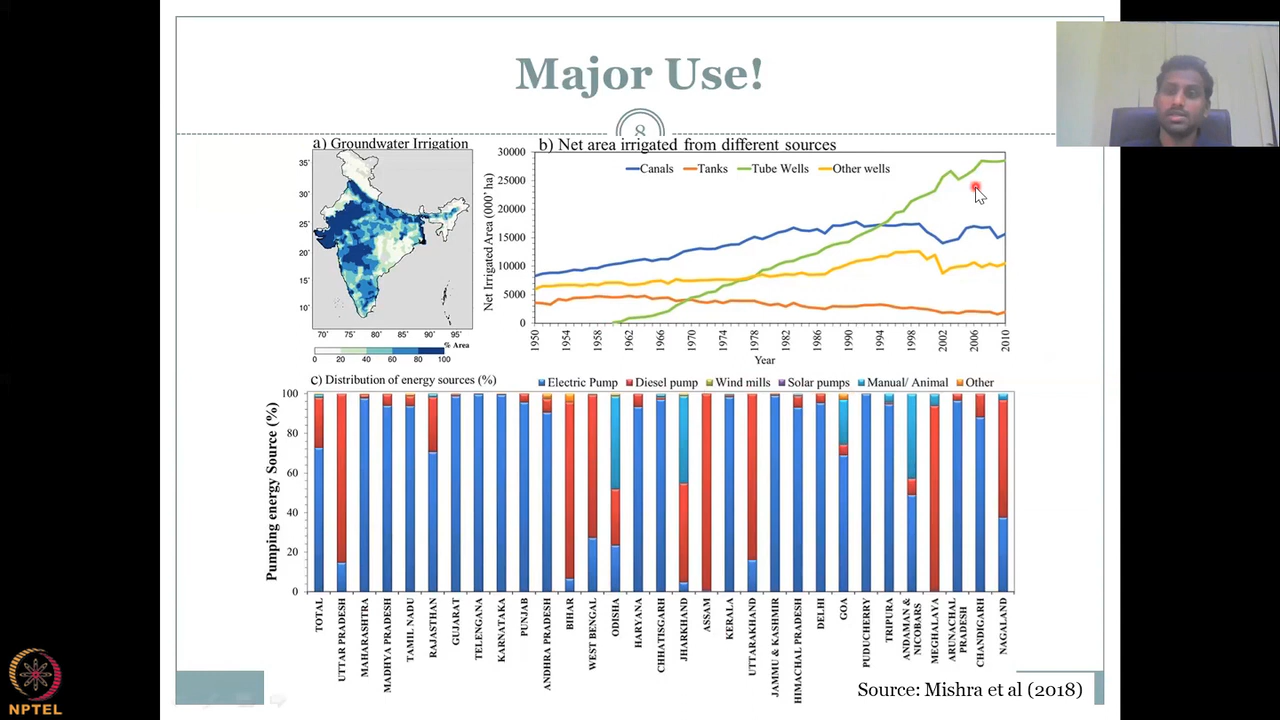 Major Use!
8
a) Groundwater Irrigation
35˚
30˚
25˚
20˚
15˚
10˚
70˚ 75˚ 80˚ 85˚ 90˚ 95˚
% Area
0 20 40 60 80 100
b) Net area irrigated from different sources
Canals Tanks Tube Wells Other wells
Net Irrigated Area (000' ha)
30000
25000
20000
15000
10000
5000
0
1950 1954 1958 1962 1966 1970 1974 1978 1982 1986 1990 1994 1998 2002 2006 2010
Year
c) Distribution of energy sources (%)
Electric Pump Diesel pump Wind mills Solar pumps Manual/ Animal Other
Pumping energy Source (%)
100
80
60
40
20
0
TOTAL
UTTAR PRADESH
MAHARASHTRA
MADHYA PRADESH
TAMIL NADU
RAJASTHAN
GUJARAT
TELENGANA
KARNATAKA
PUNJAB
ANDHRA PRADESH
BIHAR
WEST BENGAL
ODISHA
HARYANA
CHHATISGARH
JHARKHAND
ASSAM
KERALA
UTTARAKHAND
JAMMU & KASHMIR
HIMACHAL PRADESH
DELHI
GOA
PUDUCHERRY
TRIPURA
ANDAMAN &
NICOBARS
MEGHALAYA
ARUNACHAL
PRADESH
CHANDIGARH
NAGALAND
Source: Mishra et al (2018)
NPTEL